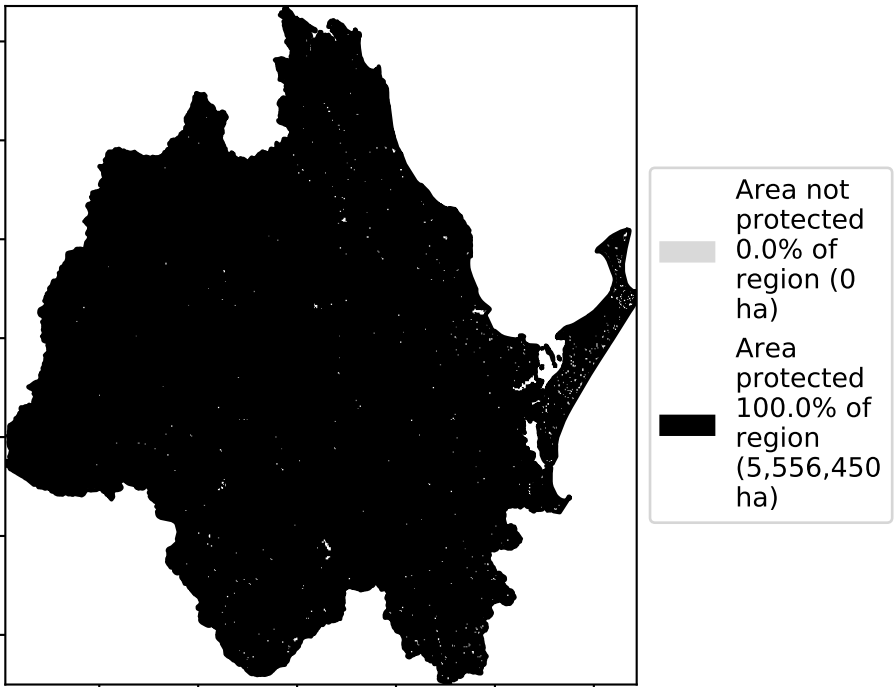 Area not
protected
0.0% of
region (0
ha)
Area
protected
100.0% of
region
(5,556,450
ha)